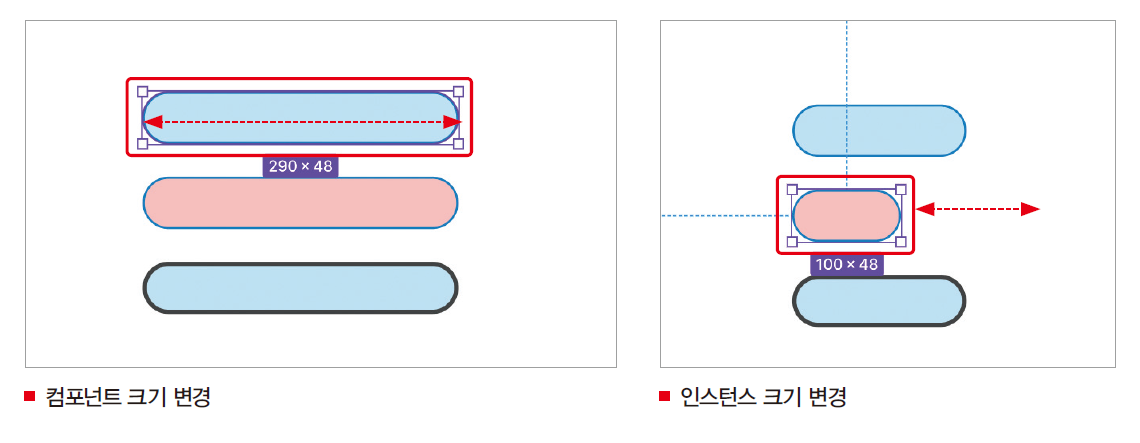 290 × 48
■ 컴포넌트 크기 변경
100 × 48
■ 인스턴스 크기 변경